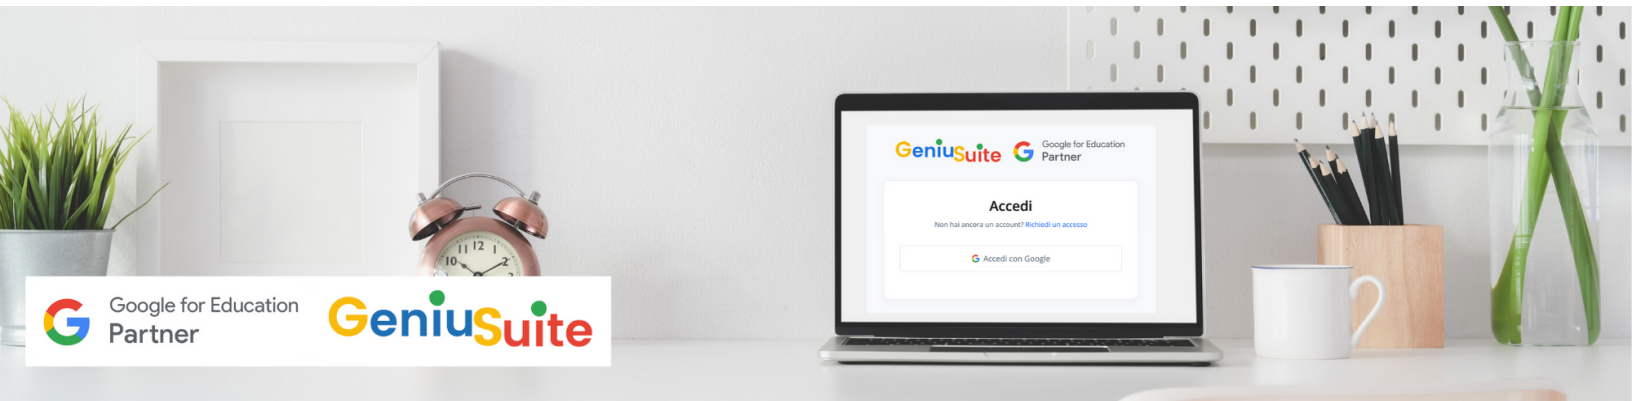 GeniuSuite
Google for Education
Partner
Accedi
Non hai ancora un account? Richiedi un accesso
Accedi con Google
11 12
10 2
Google for Education
Partner
GeniuSuite